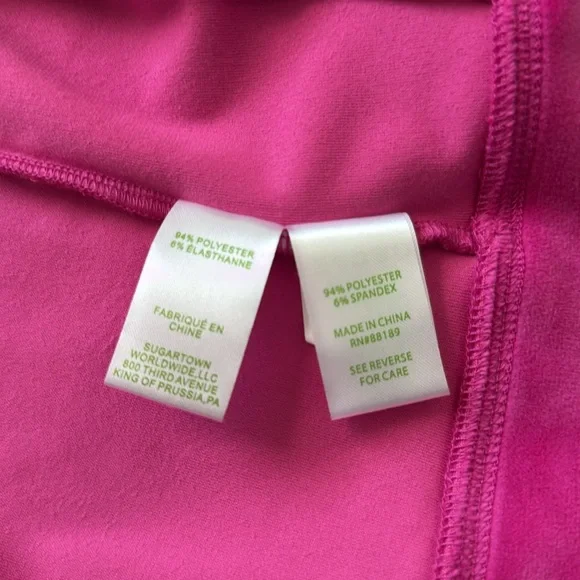 94% POLYESTER
6% ÉLASTHANNE
FABRIQUÉ EN
CHINE
SUGARTOWN
WORLDWIDE,LLC
800 THIRD AVENUE
KING OF PRUSSIA,PA
94% POLYESTER
6% SPANDEX
MADE IN CHINA
RN#88189
SEE REVERSE
FOR CARE